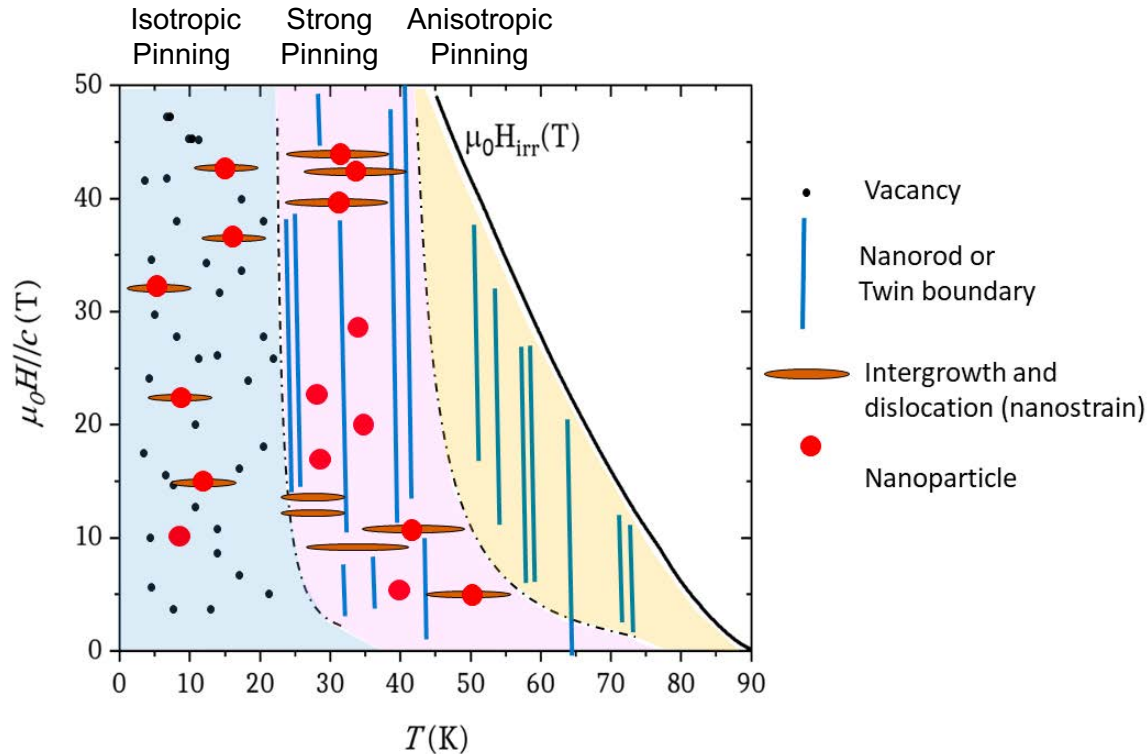 Isotropic
Pinning
Strong
Pinning
Anisotropic
Pinning
50
40
30
20
10
0
μ₀H//c (T)
μ₀H_irr(T)
0 10 20 30 40 50 60 70 80 90
T(K)
Vacancy
Nanorod or
Twin boundary
Intergrowth and
dislocation (nanostrain)
Nanoparticle